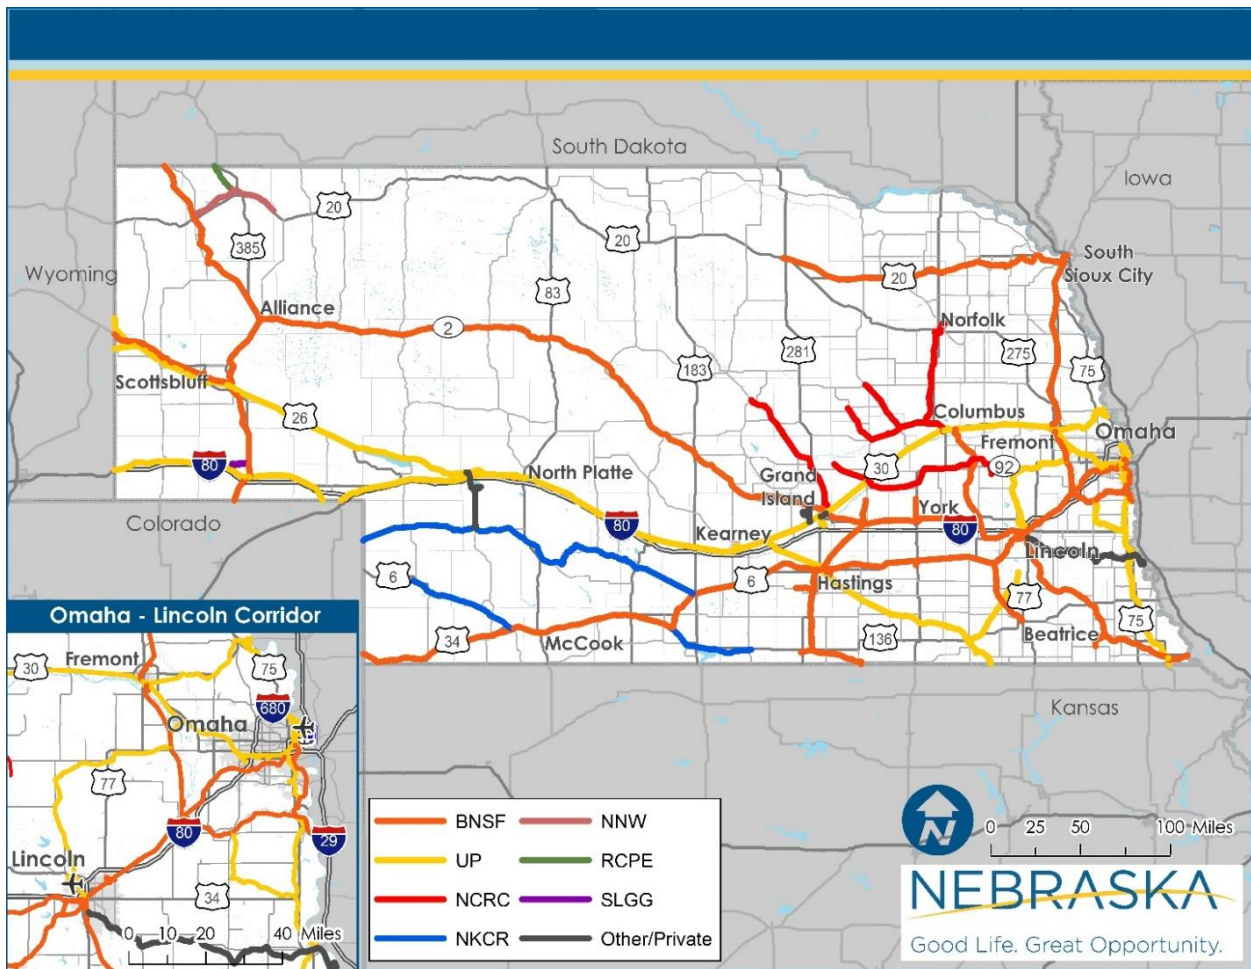 South Dakota
Iowa
Wyoming
20
385
20
83
South
Sioux City
20
Alliance
2
Norfolk
281
275
183
75
Scottsbluff
26
Columbus
Fremont
Omaha
80
North Platte
30
92
Grand
Island
York
Colorado
80
Kearney
80
Lincoln
6
6
Hastings
77
34
McCook
136
Beatrice
75
Kansas
Omaha - Lincoln Corridor
30
Fremont
75
680
Omaha
77
80
29
Lincoln
34
0 10 20 40 Miles
BNSF
NNW
UP
RCPE
NCRC
SLGG
NKCR
Other/Private
N
0 25 50 100 Miles
NEBRASKA
Good Life. Great Opportunity.